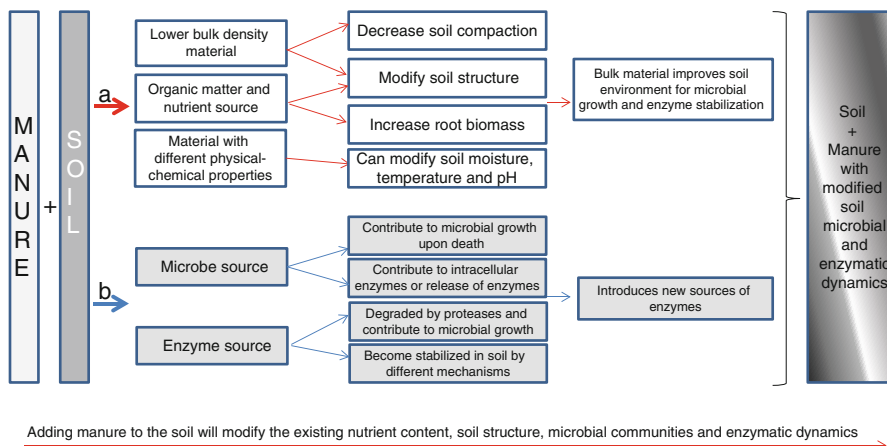 MANURE
+
SOIL
a
Lower bulk density
material
Organic matter and
nutrient source
Material with
different physical-
chemical properties
Decrease soil compaction
Modify soil structure
Increase root biomass
Can modify soil moisture,
temperature and pH
Bulk material improves soil
environment for microbial
growth and enzyme stabilization
b
Microbe source
Enzyme source
Contribute to microbial growth
upon death
Contribute to intracellular
enzymes or release of enzymes
Degraded by proteases and
contribute to microbial growth
Become stabilized in soil by
different mechanisms
Introduces new sources of
enzymes
Soil
+
Manure
with
modified
soil
microbial
and
enzymatic
dynamics
Adding manure to the soil will modify the existing nutrient content, soil structure, microbial communities and enzymatic dynamics